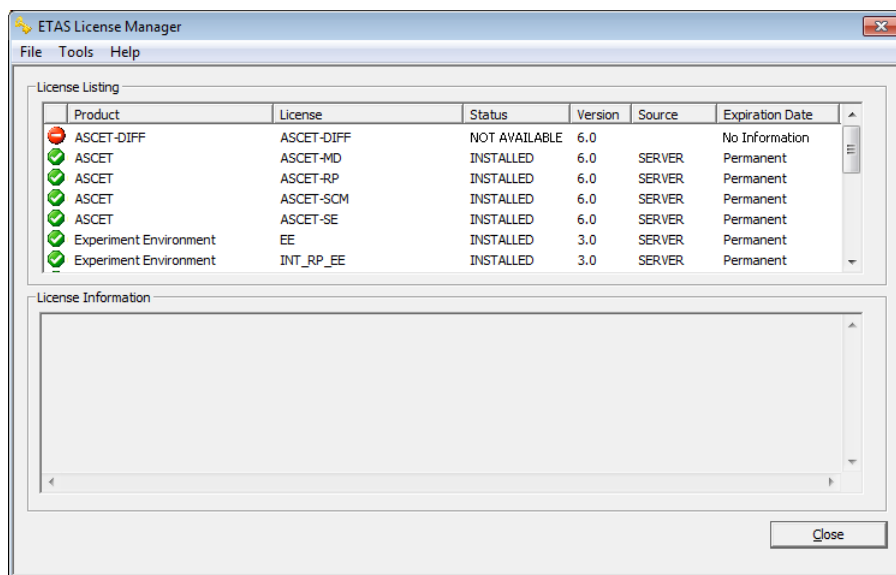 ETAS License Manager
File Tools Help
License Listing
Product License Status Version Source Expiration Date
ASCET-DIFF ASCET-DIFF NOT AVAILABLE 6.0 No Information
ASCET ASCET-MD INSTALLED 6.0 SERVER Permanent
ASCET ASCET-RP INSTALLED 6.0 SERVER Permanent
ASCET ASCET-SCM INSTALLED 6.0 SERVER Permanent
ASCET ASCET-SE INSTALLED 6.0 SERVER Permanent
Experiment Environment EE INSTALLED 3.0 SERVER Permanent
Experiment Environment INT_RP_EE INSTALLED 3.0 SERVER Permanent
License Information
Close